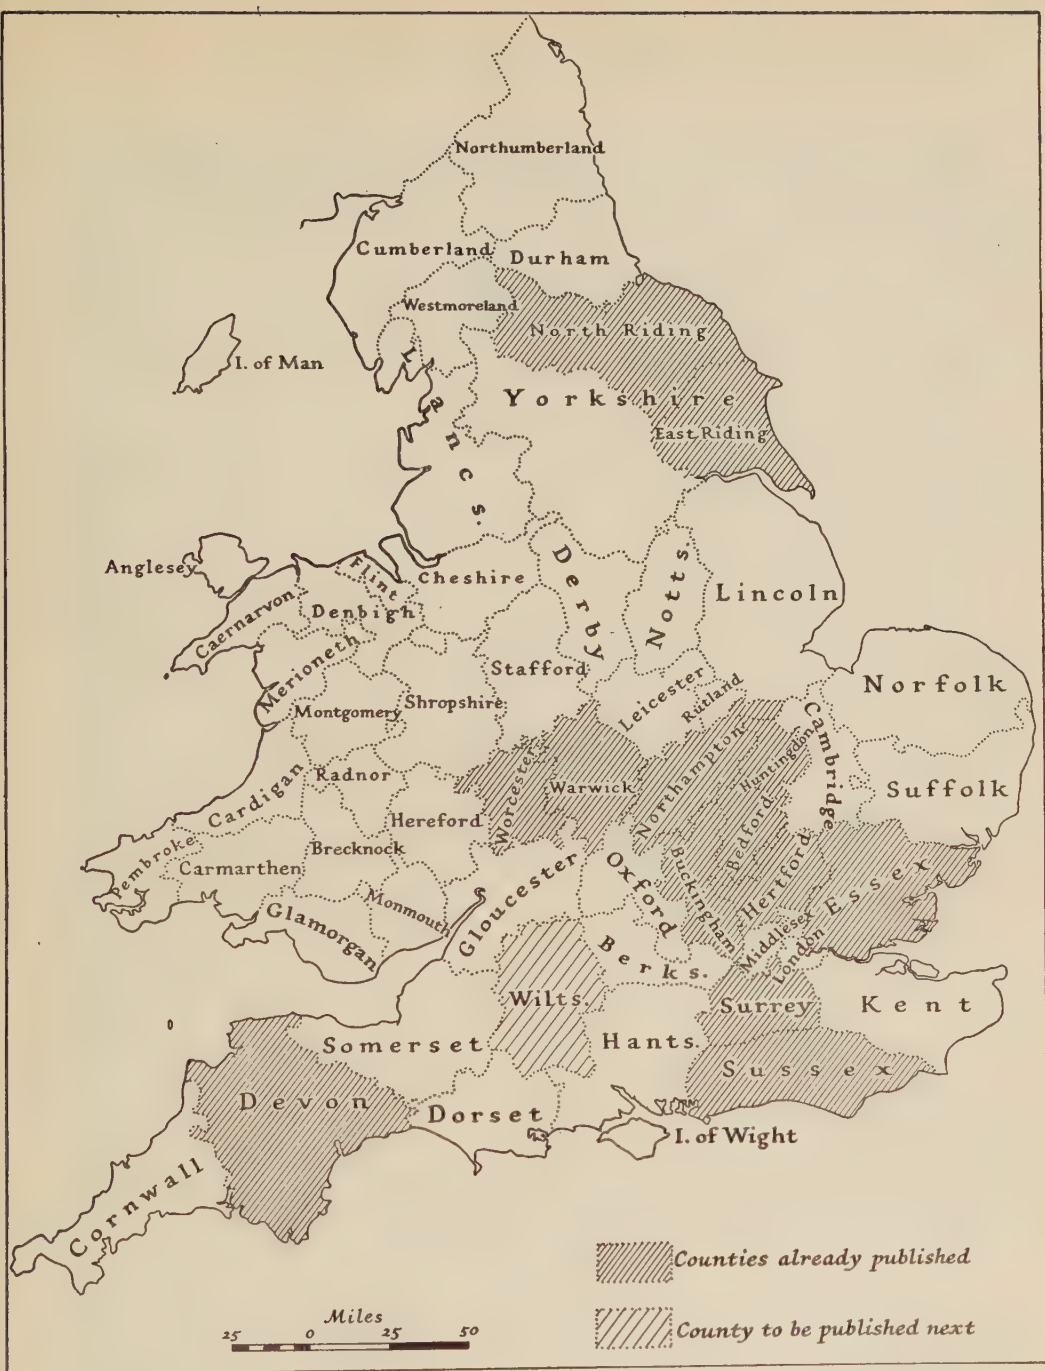 Northumberland
Cumberland
Durham
Westmoreland
North Riding
I. of Man
Yorkshire
East Riding
Lancs.
Anglesey
Flint
Cheshire
Derby
Notts.
Lincoln
Caernarvon
Denbigh
Merioneth
Stafford
Leicester
Rutland
Norfolk
Montgomery
Shropshire
Cambridge
Huntingdon
Northampton
Worcester
Warwick
Suffolk
Cardigan
Radnor
Hereford
Bedford
Pembroke
Carmarthen
Brecknock
Buckingham
Hertford
Essex
Oxford
Gloucester
Monmouth
Glamorgan
Middlesex
London
Berks.
Wilts.
Surrey
Kent
Somerset
Hants.
Sussex
Devon
Dorset
I. of Wight
Cornwall
Counties already published
County to be published next
Miles
25 0 25 50